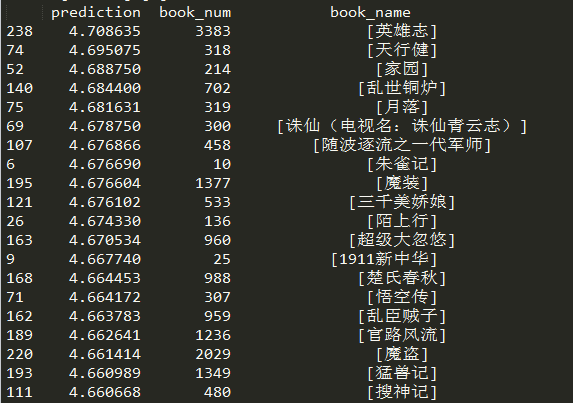 prediction book_num book_name
238 4.708635 3383 [英雄志]
74 4.695075 318 [天行健]
52 4.688750 214 [家园]
140 4.684400 702 [乱世铜炉]
75 4.681631 319 [月落]
69 4.678750 300 [诛仙（电视名：诛仙青云志）]
107 4.676866 458 [随波逐流之一代军师]
6 4.676690 10 [朱雀记]
195 4.676604 1377 [魔装]
121 4.676102 533 [三千美娇娘]
26 4.674330 136 [陌上行]
163 4.670534 960 [超级大忽悠]
9 4.667740 25 [1911新中华]
168 4.664453 988 [楚氏春秋]
71 4.664172 307 [悟空传]
162 4.663783 959 [乱臣贼子]
189 4.662641 1236 [官路风流]
220 4.661414 2029 [魔盗]
193 4.660989 1349 [猛兽记]
111 4.660668 480 [搜神记]